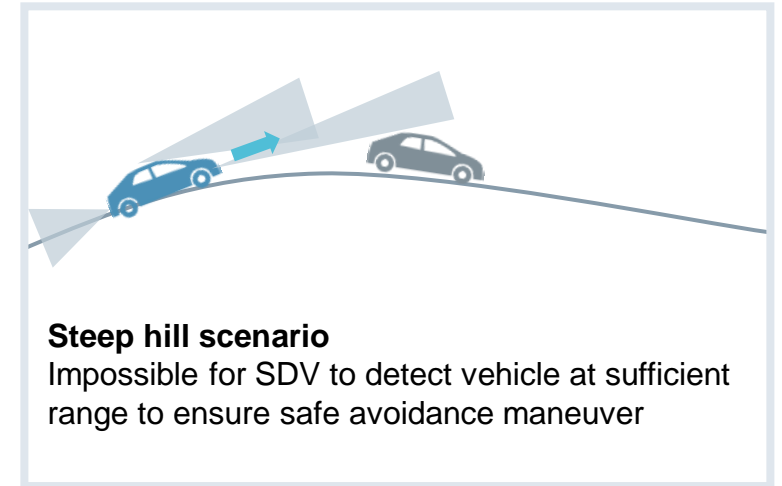 Steep hill scenario
Impossible for SDV to detect vehicle at sufficient
range to ensure safe avoidance maneuver